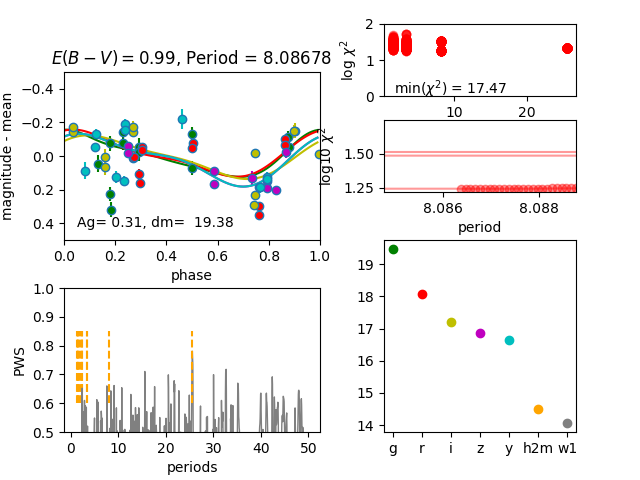 E(B − V) = 0.99, Period = 8.08678
magnitude - mean
−0.4
−0.2
0.0
0.2
0.4
Ag= 0.31, dm=  19.38
0.0 0.2 0.4 0.6 0.8 1.0
phase
log χ²
2
1
0
min(χ²) = 17.47
10 20
log10 χ²
1.50
1.25
8.086 8.088
period
PWS
1.0
0.9
0.8
0.7
0.6
0.5
0 10 20 30 40 50
periods
19
18
17
16
15
14
g r i z y h2m w1